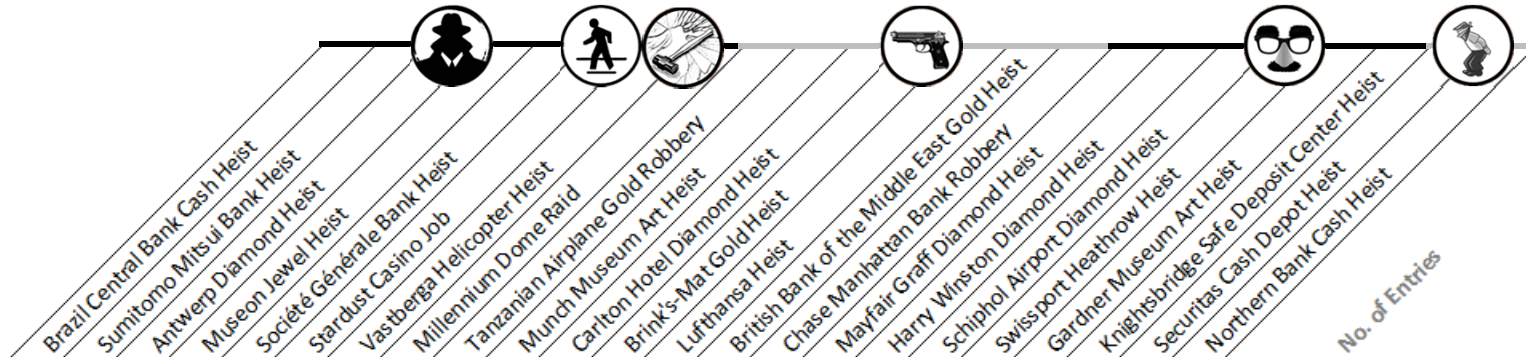 Brazil Central Bank Cash Heist
Sumitomo Mitsui Bank Heist
Antwerp Diamond Heist
Museon Jewel Heist
Société Générale Bank Heist
Stardust Casino Job
Vastberga Helicopter Heist
Millennium Dome Raid
Tanzanian Airplane Gold Robbery
Munch Museum Art Heist
Carlton Hotel Diamond Heist
Brink's-Mat Gold Heist
Lufthansa Heist
British Bank of the Middle East Gold Heist
Chase Manhattan Bank Robbery
Mayfair Graff Diamond Heist
Harry Winston Diamond Heist
Schiphol Airport Diamond Heist
Swissport Heathrow Heist
Gardner Museum Art Heist
Knightsbridge Safe Deposit Center Heist
Securitas Cash Depot Heist
Northern Bank Cash Heist
No. of Entries